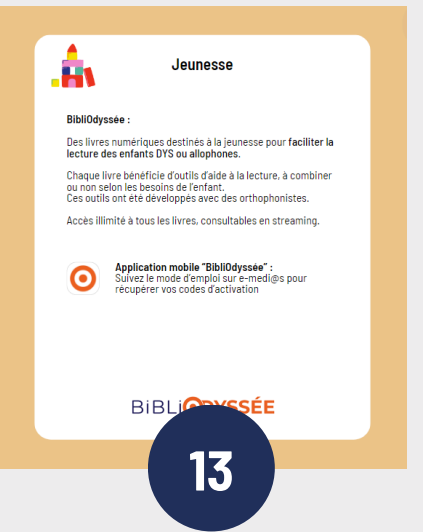 Jeunesse
BibliOdyssée :
Des livres numériques destinés à la jeunesse pour faciliter la
lecture des enfants DYS ou allophones.
Chaque livre bénéficie d'outils d'aide à la lecture, à combiner
ou non selon les besoins de l'enfant.
Ces outils ont été développés avec des orthophonistes.
Accès illimité à tous les livres, consultables en streaming.
Application mobile "BibliOdyssée" :
Suivez le mode d'emploi sur e-medi@s pour
récupérer vos codes d'activation
BiBLiODYSSÉE
13